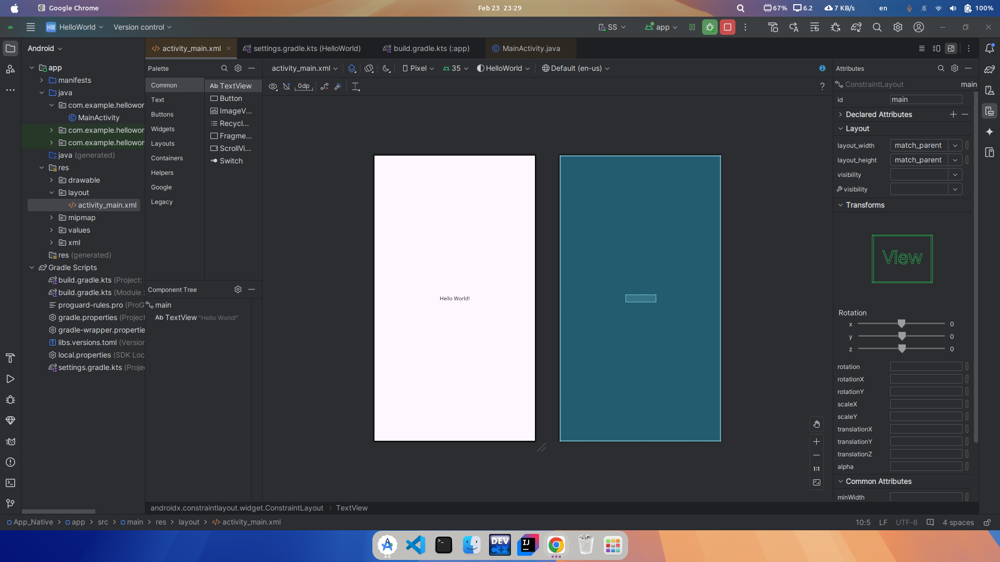 Google Chrome
Feb 23 23:29
67% 6.2 7 KB/s en 100%
HW HelloWorld Version control
SS app
Android
activity_main.xml settings.gradle.kts (HelloWorld) build.gradle.kts (:app) MainActivity.java
app
manifests
java
com.example.hellowor
MainActivity
com.example.hellowor
com.example.hellowor
java (generated)
res
drawable
layout
activity_main.xml
mipmap
values
xml
res (generated)
Gradle Scripts
build.gradle.kts (Project:
build.gradle.kts (Module :
proguard-rules.pro (ProG
gradle.properties (Project
gradle-wrapper.propertie
libs.versions.toml (Version
local.properties (SDK Loc
settings.gradle.kts (Proje
Palette
Common
Text
Buttons
Widgets
Layouts
Containers
Helpers
Google
Legacy
Ab TextView
Button
ImageV...
Recycl...
Fragme...
ScrollVi...
Switch
Component Tree
main
Ab TextView "Hello World!"
activity_main.xml Pixel 35 HelloWorld Default (en-us)
0dp ?
Hello World!
1:1
androidx.constraintlayout.widget.ConstraintLayout › TextView
Attributes
ConstraintLayout main
id main
Declared Attributes
Layout
layout_width match_parent
layout_height match_parent
visibility
visibility
Transforms
View
Rotation
x 0
y 0
z 0
rotation
rotationX
rotationY
scaleX
scaleY
translationX
translationY
translationZ
alpha
Common Attributes
minWidth
App_Native > app > src > main > res > layout > activity_main.xml
10:5 LF UTF-8 4 spaces
DEV
C++
IJ